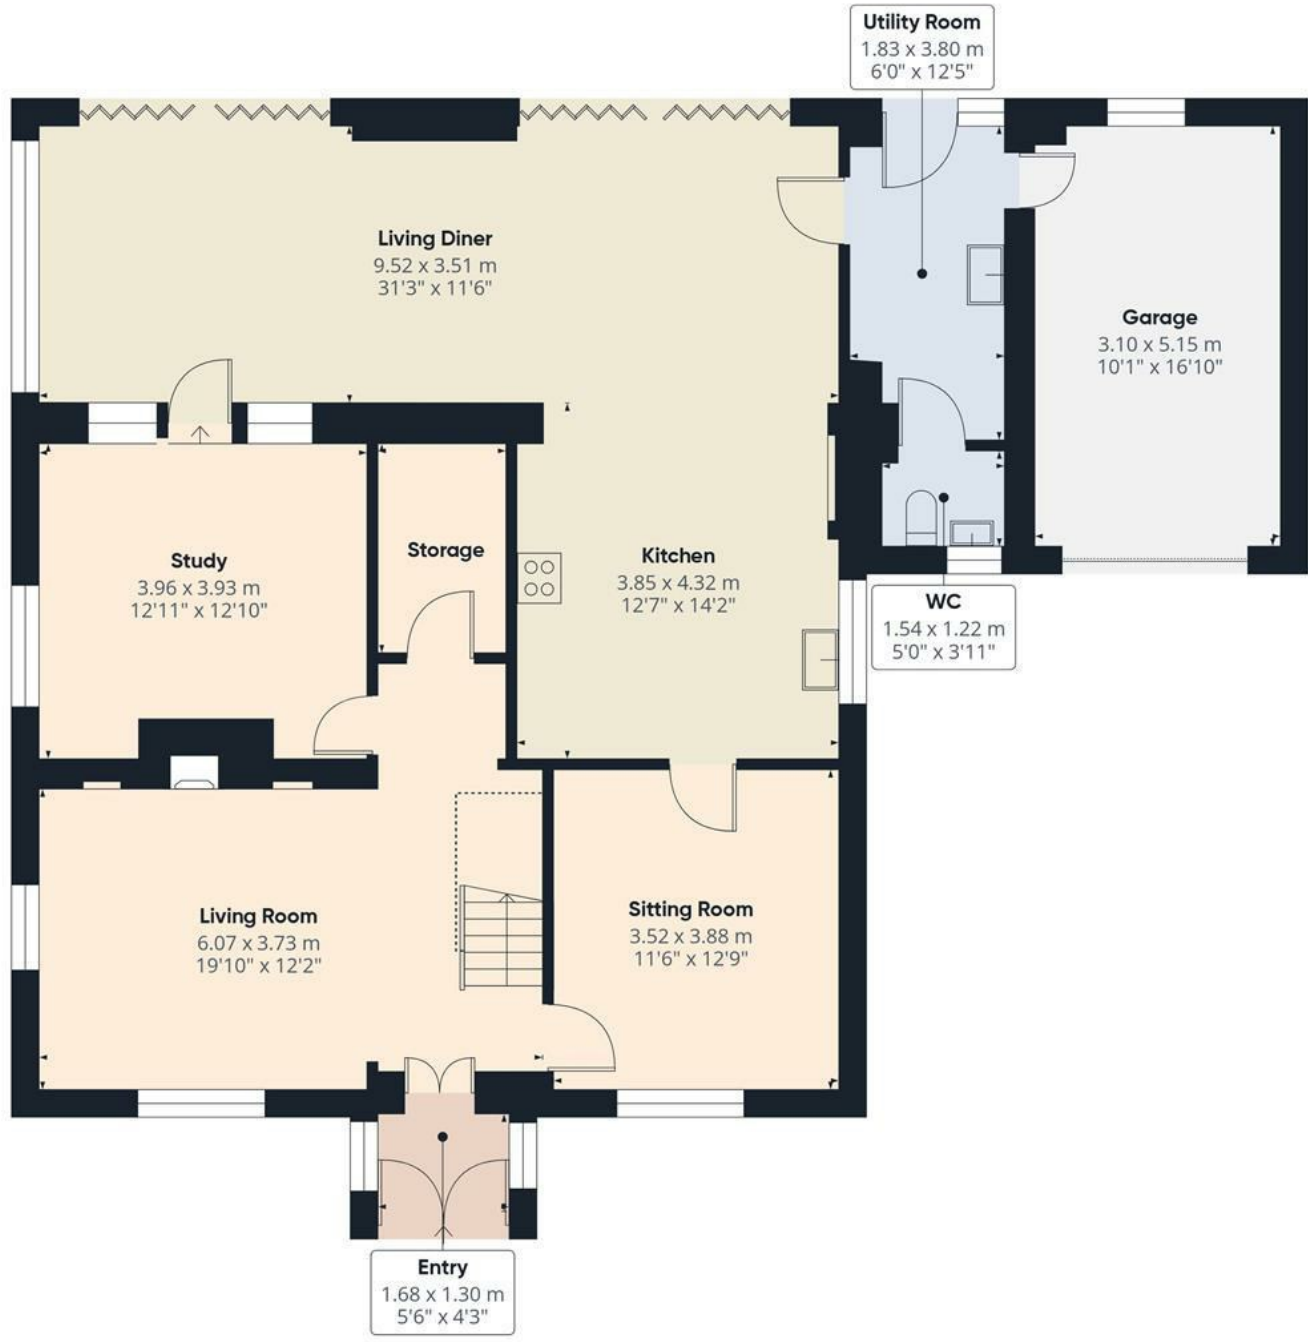 Utility Room
1.83 x 3.80 m
6'0" x 12'5"
Living Diner
9.52 x 3.51 m
31'3" x 11'6"
Garage
3.10 x 5.15 m
10'1" x 16'10"
Study
3.96 x 3.93 m
12'11" x 12'10"
Storage
Kitchen
3.85 x 4.32 m
12'7" x 14'2"
WC
1.54 x 1.22 m
5'0" x 3'11"
Living Room
6.07 x 3.73 m
19'10" x 12'2"
Sitting Room
3.52 x 3.88 m
11'6" x 12'9"
Entry
1.68 x 1.30 m
5'6" x 4'3"